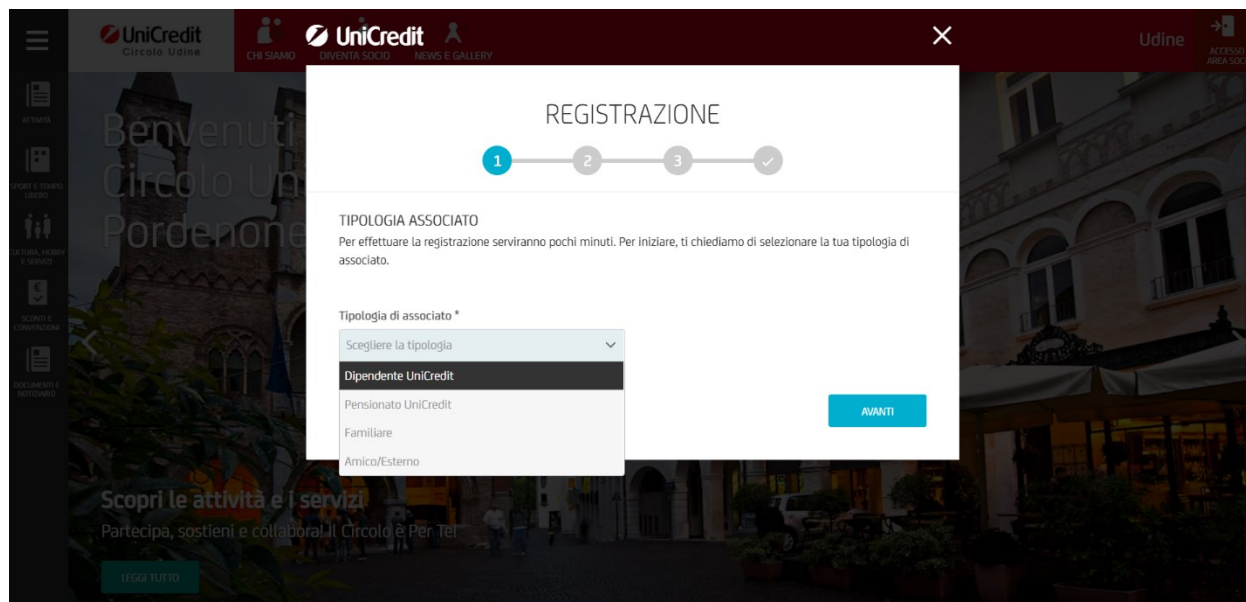 UniCredit
Circolo Udine
CHI SIAMO
DIVENTA SOCIO
NEWS E GALLERY
UniCredit
Udine
ACCESSO
AREA SOCI
ATTIVITÀ
SPORT E TEMPO
LIBERO
CULTURA, HOBBY
E SERVIZI
SCONTI E
CONVENZIONI
DOCUMENTI E
NOTIZIARIO
Benvenuti
Circolo Un
Pordenone
REGISTRAZIONE
1
2
3
TIPOLOGIA ASSOCIATO
Per effettuare la registrazione serviranno pochi minuti. Per iniziare, ti chiediamo di selezionare la tua tipologia di
associato.
Tipologia di associato *
Scegliere la tipologia
Dipendente UniCredit
Pensionato UniCredit
Familiare
Amico/Esterno
AVANTI
Scopri le attività e i servizi
Partecipa, sostieni e collabora! Il Circolo è Per Te!
LEGGI TUTTO